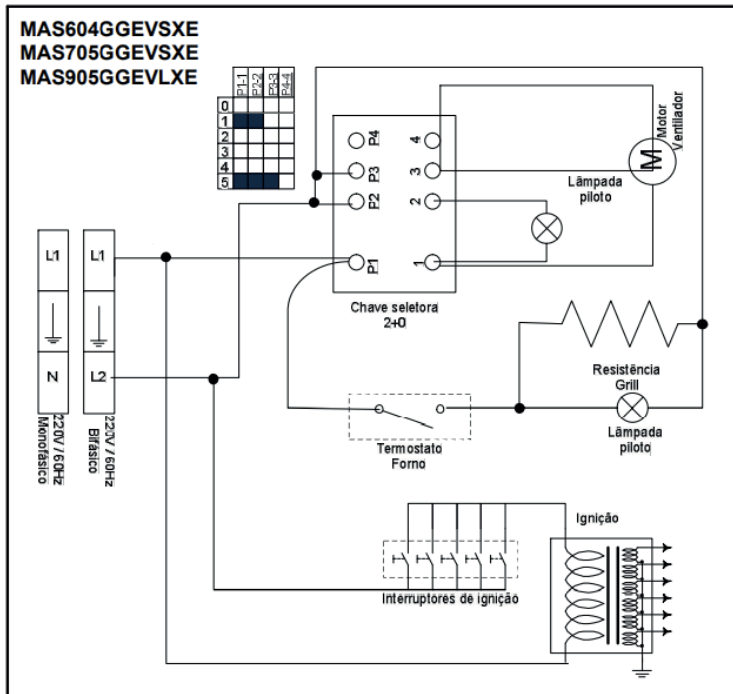 MAS604GGEVSXE
MAS705GGEVSXE
MAS905GGEVLXE
P1-1
P2-2
P3-3
P4-4
0
1
2
3
4
5
P4
4
P3
3
P2
2
P1
1
Motor
Ventilador
M
Lâmpada
piloto
Chave seletora
2+0
L1
L1
N
L2
220V / 60Hz
Monofásico
220V / 60Hz
Bifásico
Resistência
Grill
Lâmpada
piloto
Termostato
Forno
Ignição
Interruptores de ignição